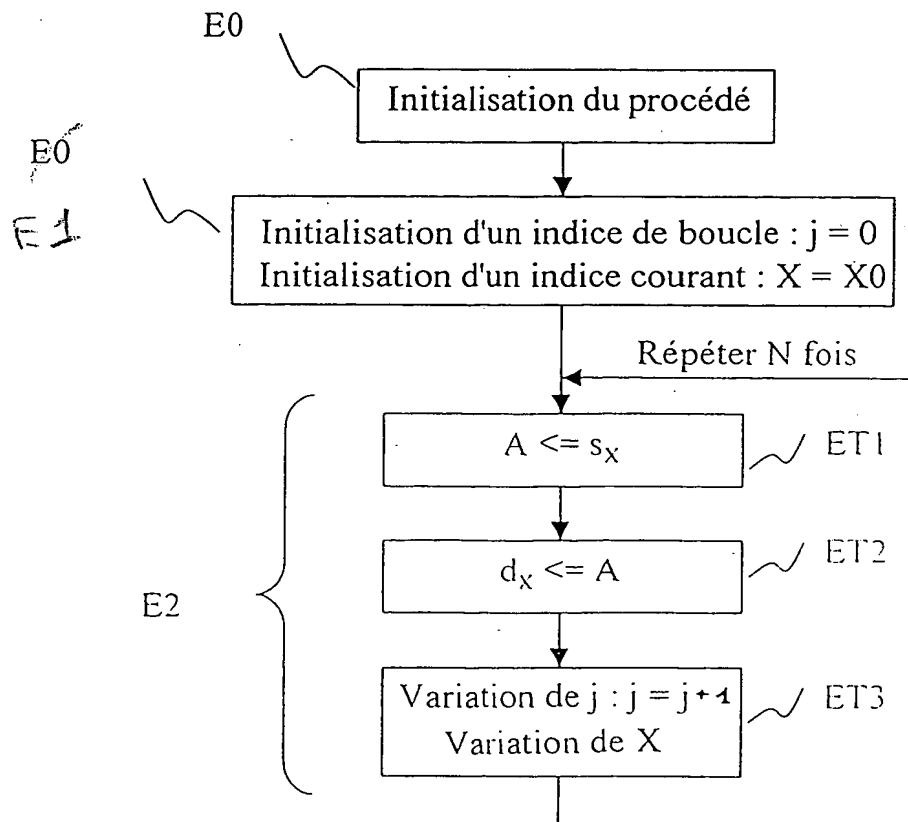 E0
Initialisation du procédé
E0
E1
Initialisation d'un indice de boucle : j = 0
Initialisation d'un indice courant : X = X0
Répéter N fois
A <= sX
ET1
dX <= A
ET2
E2
Variation de j : j = j+1
Variation de X
ET3